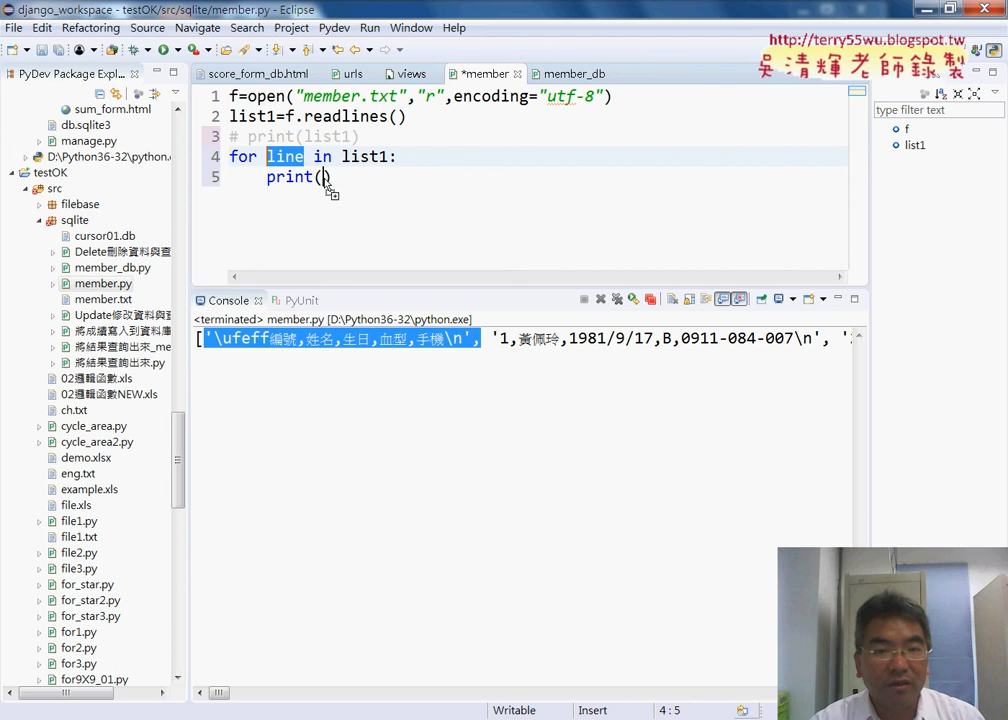 django_workspace - testOK/src/sqlite/member.py - Eclipse
File Edit Refactoring Source Navigate Search Project Pydev Run Window Help
http://terry55wu.blogspot.tw
吳清輝老師錄製
PyDev Package Expl...
score_form_db.html urls views *member member_db
sum_form.html
db.sqlite3
manage.py
D:\Python36-32\python.
testOK
src
filebase
sqlite
cursor01.db
Delete刪除資料與查
member_db.py
member.py
member.txt
Update修改資料與
將成績寫入到資料庫
將結果查詢出來_me
將結果查詢出來.py
02邏輯函數.xls
02邏輯函數NEW.xls
ch.txt
cycle_area.py
cycle_area2.py
demo.xlsx
eng.txt
example.xls
file.xls
file1.py
file1.txt
file2.py
file3.py
for_star.py
for_star2.py
for_star3.py
for1.py
for2.py
for3.py
for9X9_01.py
1 f=open("member.txt","r",encoding="utf-8")
2 list1=f.readlines()
3 # print(list1)
4 for line in list1:
5 print()
type filter text
f
list1
Console PyUnit
<terminated> member.py [D:\Python36-32\python.exe]
['\ufeff編號,姓名,生日,血型,手機\n', '1,黃佩玲,1981/9/17,B,0911-084-007\n',
Writable Insert 4 : 5